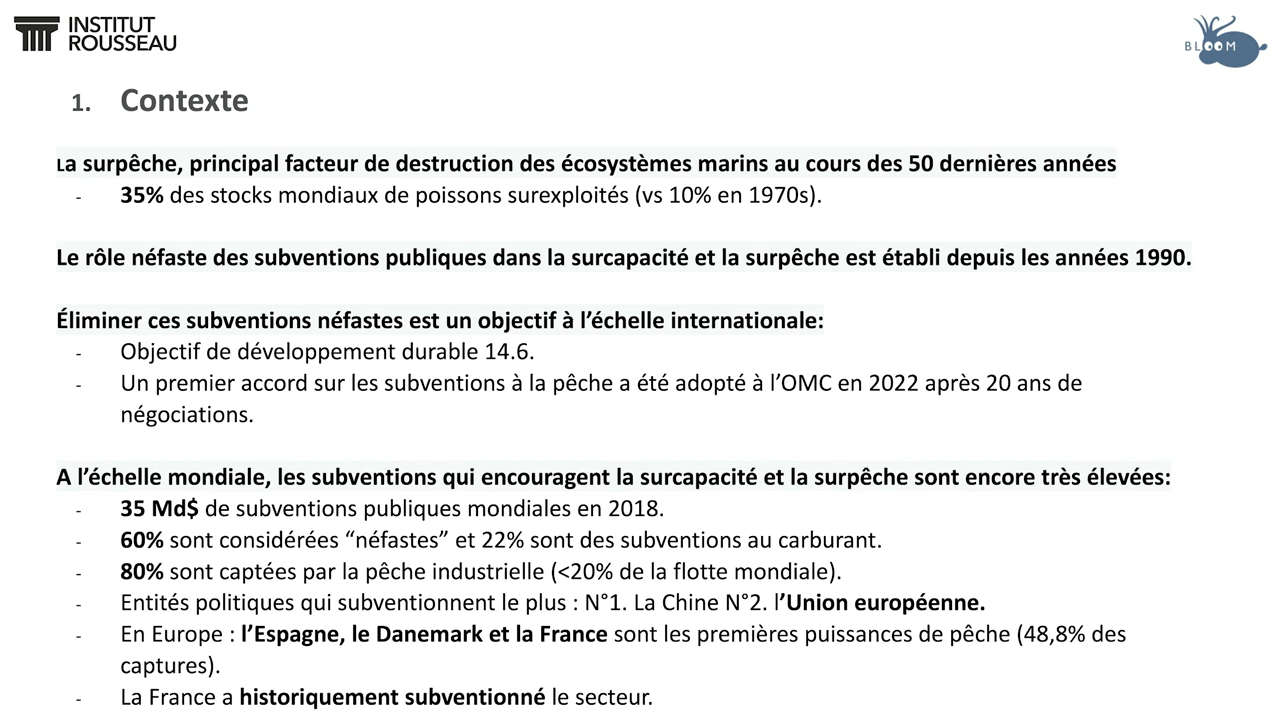 INSTITUT
ROUSSEAU
BLOOM
1. Contexte
La surpêche, principal facteur de destruction des écosystèmes marins au cours des 50 dernières années
- 35% des stocks mondiaux de poissons surexploités (vs 10% en 1970s).
Le rôle néfaste des subventions publiques dans la surcapacité et la surpêche est établi depuis les années 1990.
Éliminer ces subventions néfastes est un objectif à l’échelle internationale:
- Objectif de développement durable 14.6.
- Un premier accord sur les subventions à la pêche a été adopté à l’OMC en 2022 après 20 ans de
négociations.
A l’échelle mondiale, les subventions qui encouragent la surcapacité et la surpêche sont encore très élevées:
- 35 Md$ de subventions publiques mondiales en 2018.
- 60% sont considérées “néfastes” et 22% sont des subventions au carburant.
- 80% sont captées par la pêche industrielle (<20% de la flotte mondiale).
- Entités politiques qui subventionnent le plus : N°1. La Chine N°2. l’Union européenne.
- En Europe : l’Espagne, le Danemark et la France sont les premières puissances de pêche (48,8% des
captures).
- La France a historiquement subventionné le secteur.